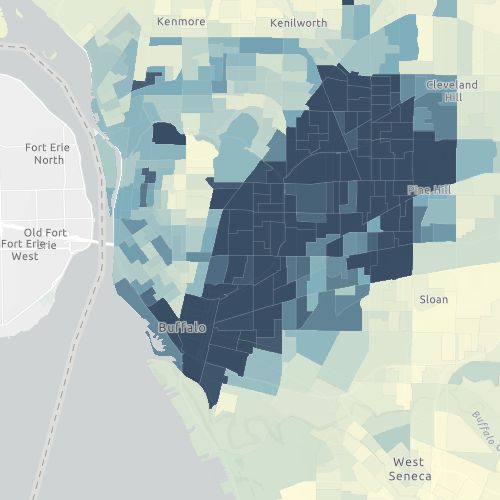 Kenmore
Kenilworth
Cleveland
Hill
Fort Erie
North
Pine Hill
Old Fort
Erie
Fort Erie
West
Sloan
Buffalo
West
Seneca
Buffalo